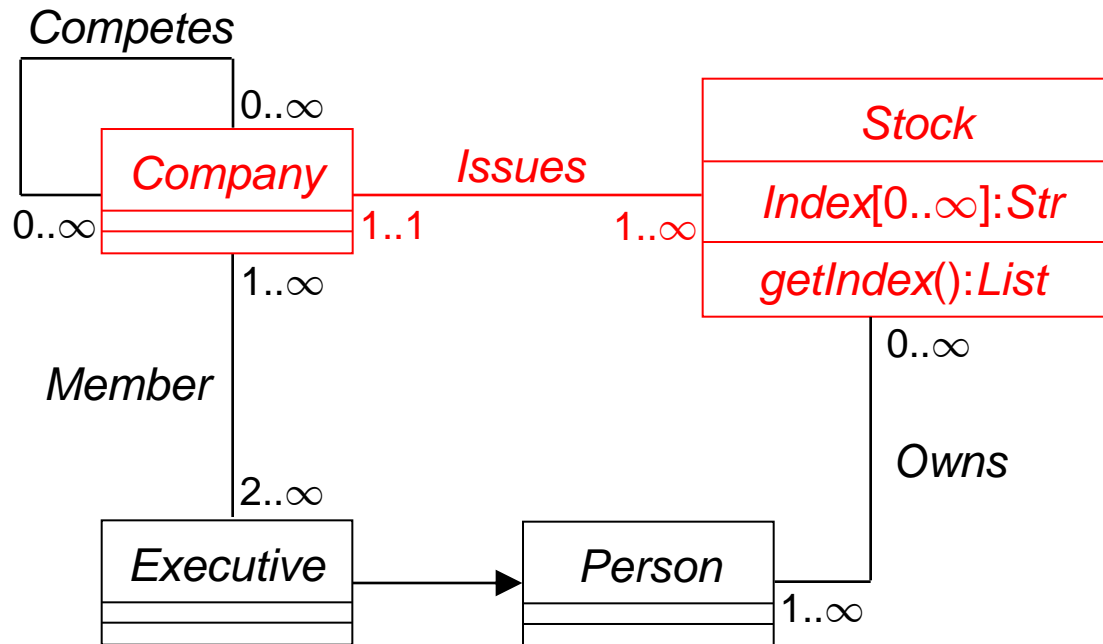 Competes
0..∞
Company
Issues
Stock
Index[0..∞]:Str
getIndex():List
0..∞
1..1
1..∞
1..∞
0..∞
Member
Owns
2..∞
Executive
Person
1..∞